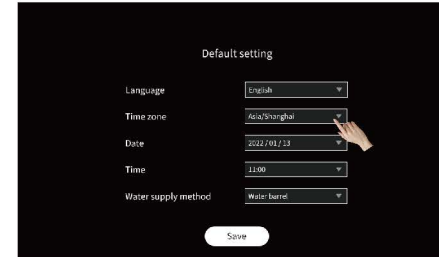 Default setting
Language English
Time zone Asia/Shanghai
Date 2022/01/13
Time 11:00
Water supply method Water barrel
Save